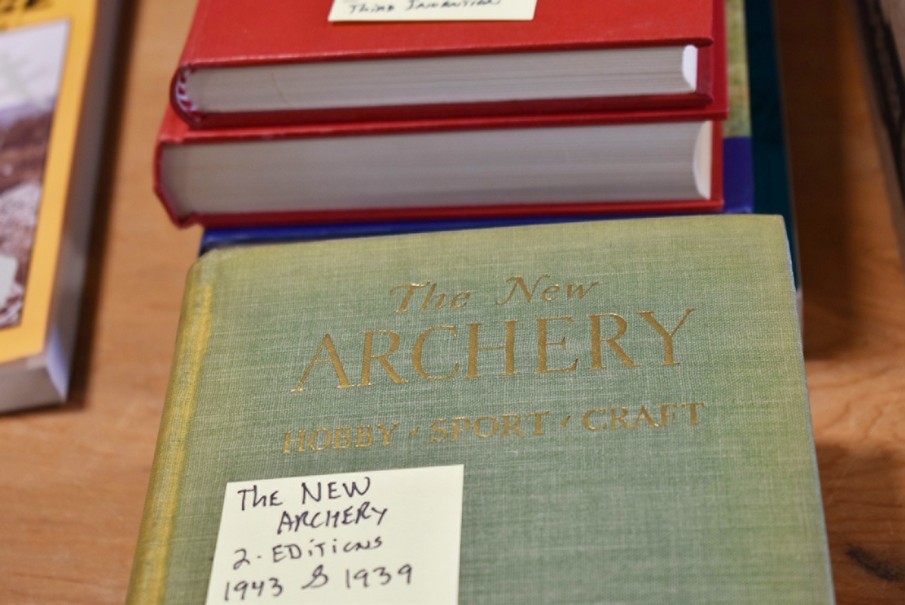 The New
ARCHERY
HOBBY · SPORT · CRAFT
THE NEW
ARCHERY
2-EDITIONS
1943 & 1939